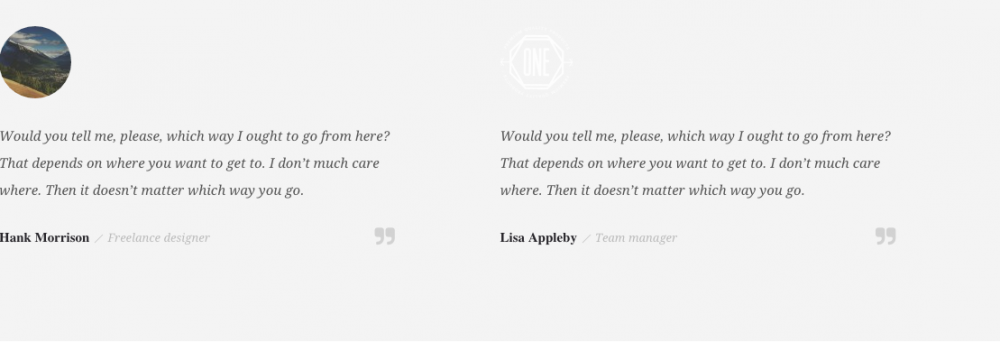 ONE
Would you tell me, please, which way I ought to go from here?
That depends on where you want to get to. I don’t much care
where. Then it doesn’t matter which way you go.
Hank Morrison / Freelance designer
Would you tell me, please, which way I ought to go from here?
That depends on where you want to get to. I don’t much care
where. Then it doesn’t matter which way you go.
Lisa Appleby / Team manager